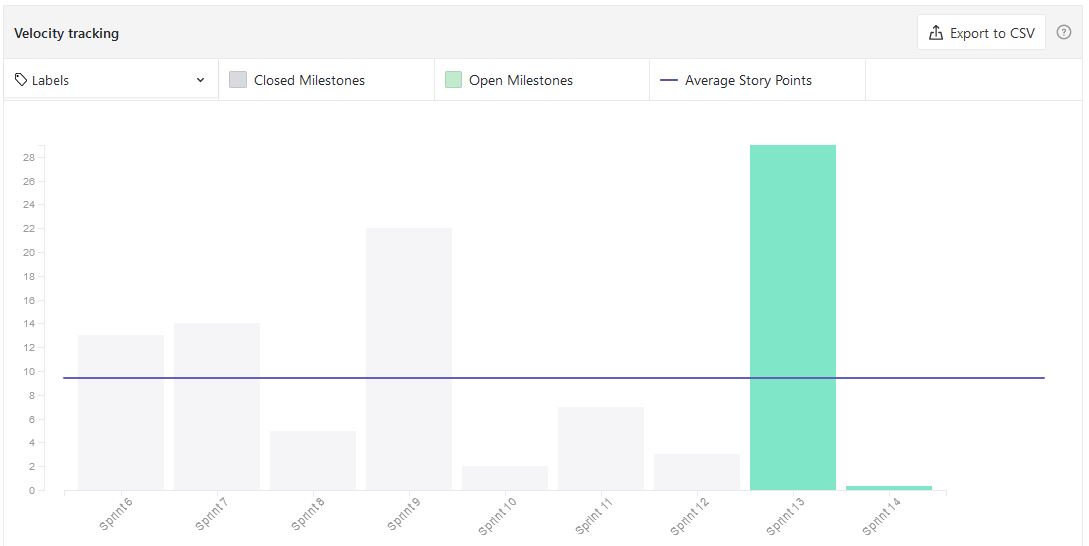 Velocity tracking
Export to CSV
?
Labels
Closed Milestones
Open Milestones
Average Story Points
28
26
24
22
20
18
16
14
12
10
8
6
4
2
0
Sprint 6
Sprint 7
Sprint 8
Sprint 9
Sprint 10
Sprint 11
Sprint 12
Sprint 13
Sprint 14